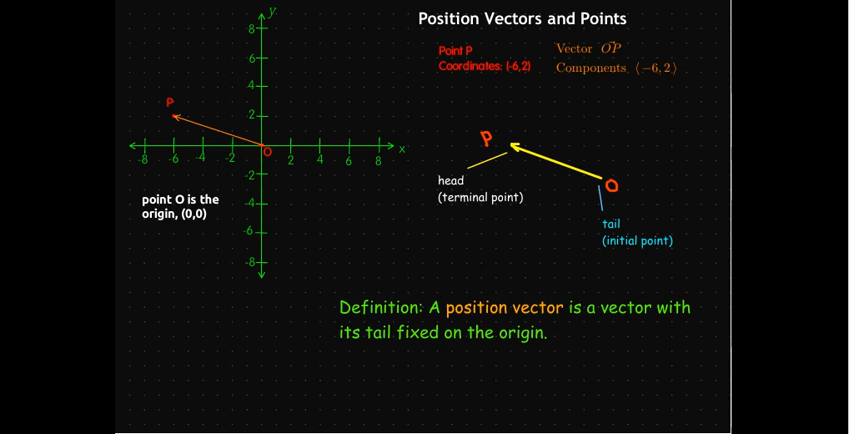 Position Vectors and Points
Point P
Coordinates: (-6,2)
Vector \vec{OP}
Components ⟨−6, 2⟩
y
8
6
4
2
P
-8 -6 -4 -2 O 2 4 6 8 x
-2
-4
-6
-8
point O is the
origin, (0,0)
P
O
head
(terminal point)
tail
(initial point)
Definition: A position vector is a vector with
its tail fixed on the origin.